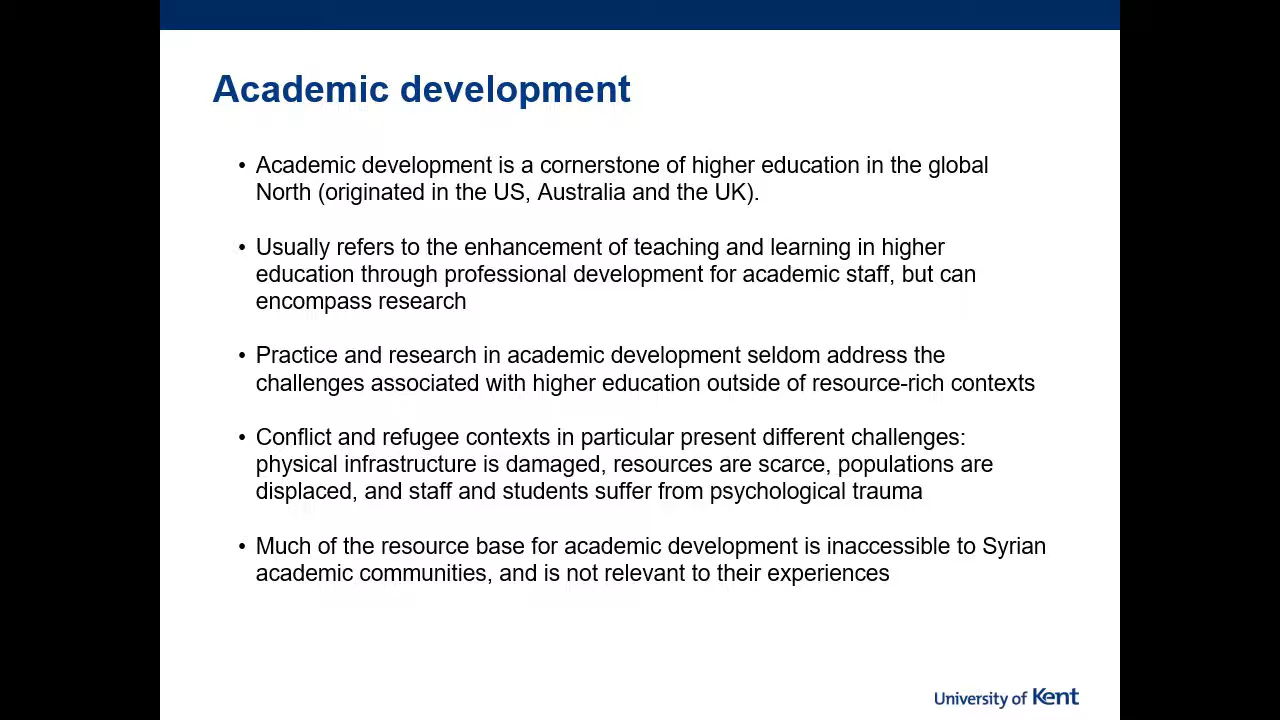 Academic development
• Academic development is a cornerstone of higher education in the global
North (originated in the US, Australia and the UK).
• Usually refers to the enhancement of teaching and learning in higher
education through professional development for academic staff, but can
encompass research
• Practice and research in academic development seldom address the
challenges associated with higher education outside of resource-rich contexts
• Conflict and refugee contexts in particular present different challenges:
physical infrastructure is damaged, resources are scarce, populations are
displaced, and staff and students suffer from psychological trauma
• Much of the resource base for academic development is inaccessible to Syrian
academic communities, and is not relevant to their experiences
University of Kent